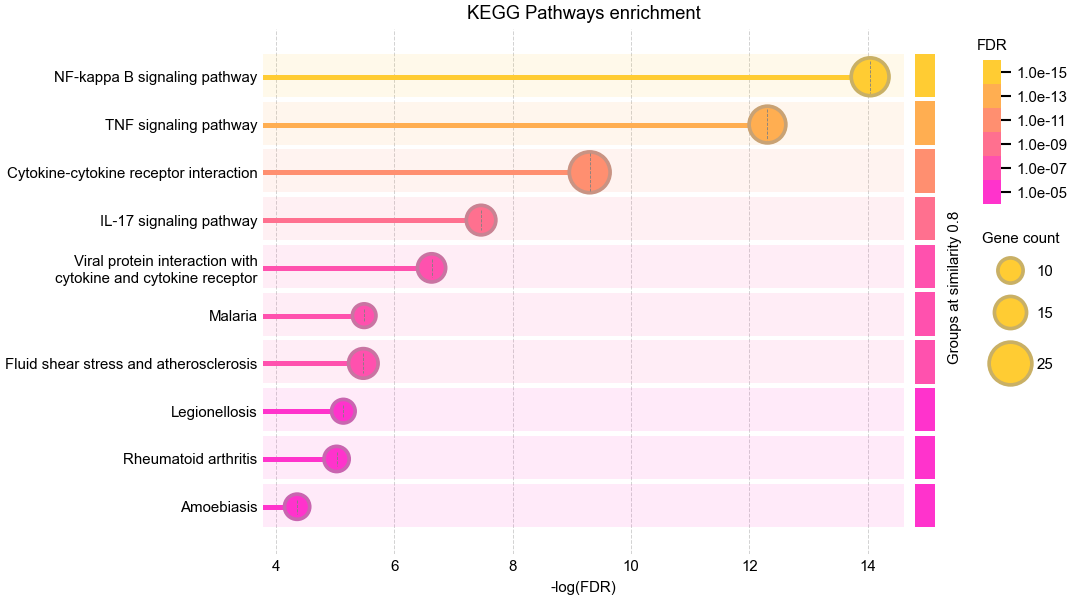 KEGG Pathways enrichment
NF-kappa B signaling pathway
TNF signaling pathway
Cytokine-cytokine receptor interaction
IL-17 signaling pathway
Viral protein interaction with
cytokine and cytokine receptor
Malaria
Fluid shear stress and atherosclerosis
Legionellosis
Rheumatoid arthritis
Amoebiasis
4 6 8 10 12 14
-log(FDR)
Groups at similarity 0.8
FDR
1.0e-15
1.0e-13
1.0e-11
1.0e-09
1.0e-07
1.0e-05
Gene count
10
15
25